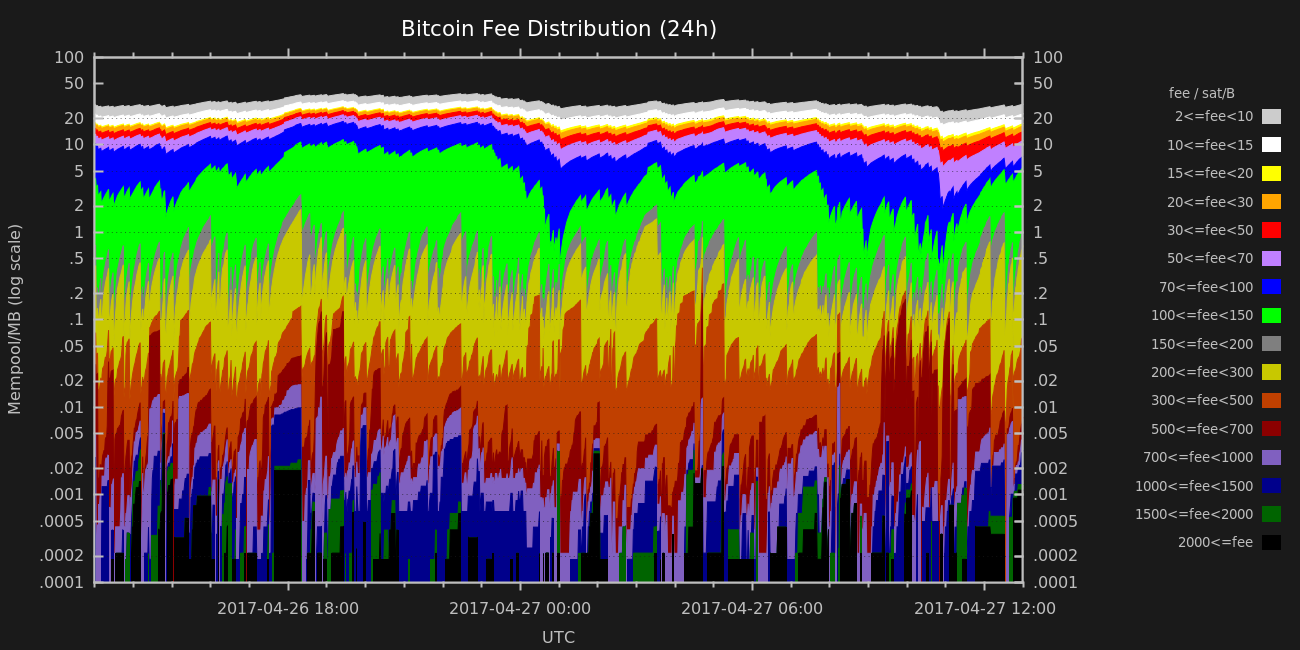 Bitcoin Fee Distribution (24h)
100
50
20
10
5
2
1
.5
.2
.1
.05
.02
.01
.005
.002
.001
.0005
.0002
.0001
Mempool/MB (log scale)
100
50
20
10
5
2
1
.5
.2
.1
.05
.02
.01
.005
.002
.001
.0005
.0002
.0001
2017-04-26 18:00
2017-04-27 00:00
2017-04-27 06:00
2017-04-27 12:00
UTC
fee / sat/B
2<=fee<10
10<=fee<15
15<=fee<20
20<=fee<30
30<=fee<50
50<=fee<70
70<=fee<100
100<=fee<150
150<=fee<200
200<=fee<300
300<=fee<500
500<=fee<700
700<=fee<1000
1000<=fee<1500
1500<=fee<2000
2000<=fee